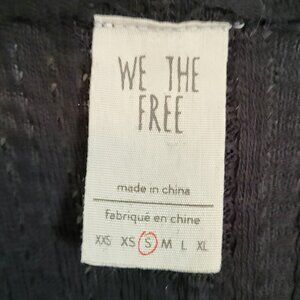 WE THE
FREE
made in china
fabriqué en chine
XXS XS S M L XL